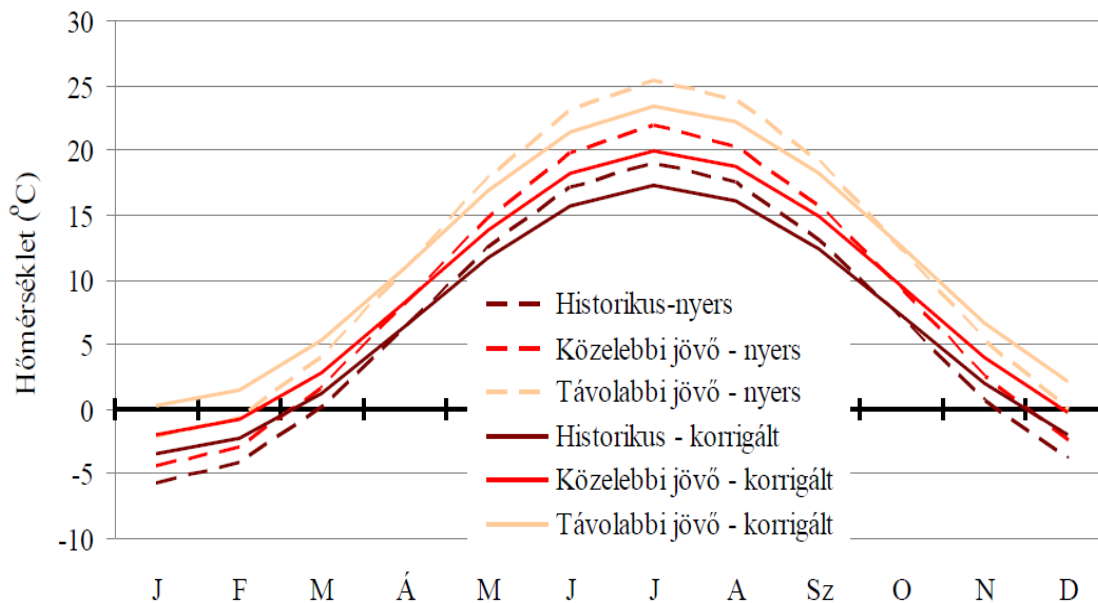 30
25
20
15
10
5
0
-5
-10
Hőmérséklet (°C)
Historikus-nyers
Közelebbi jövő - nyers
Távolabbi jövő - nyers
Historikus - korrigált
Közelebbi jövő - korrigált
Távolabbi jövő - korrigált
J F M Á M J J A Sz O N D